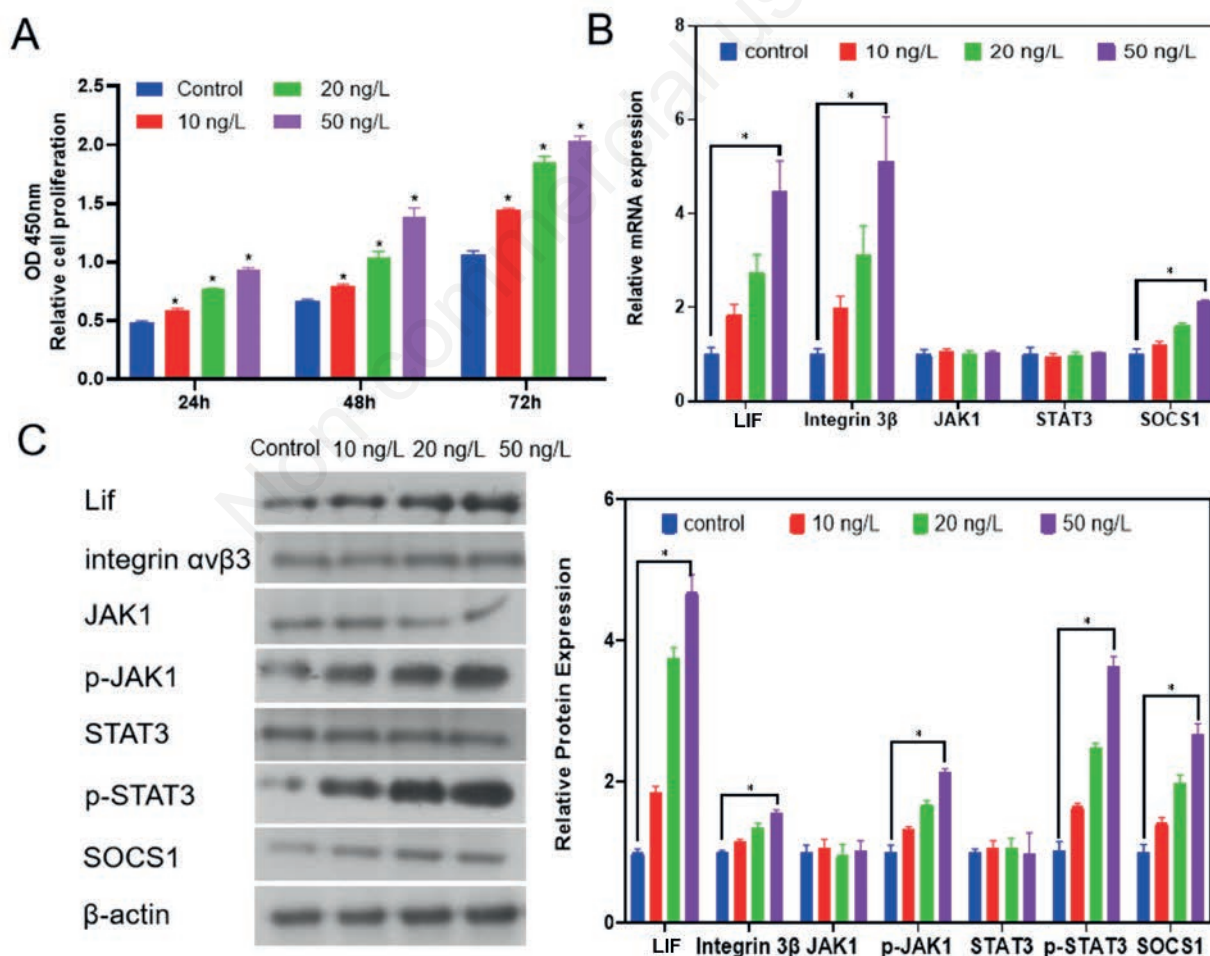 A
OD 450nm
Relative cell proliferation
2.5
2.0
1.5
1.0
0.5
0.0
Control
10 ng/L
20 ng/L
50 ng/L
* * *
* * *
* * *
24h 48h 72h
B
Relative mRNA expression
8
6
4
2
0
control 10 ng/L 20 ng/L 50 ng/L
* * *
LIF Integrin 3β JAK1 STAT3 SOCS1
C
Control 10 ng/L 20 ng/L 50 ng/L
Lif
integrin αvβ3
JAK1
p-JAK1
STAT3
p-STAT3
SOCS1
β-actin
Relative Protein Expression
6
4
2
0
control 10 ng/L 20 ng/L 50 ng/L
* * * * *
LIF Integrin 3β JAK1 p-JAK1 STAT3 p-STAT3 SOCS1
Non commercial us